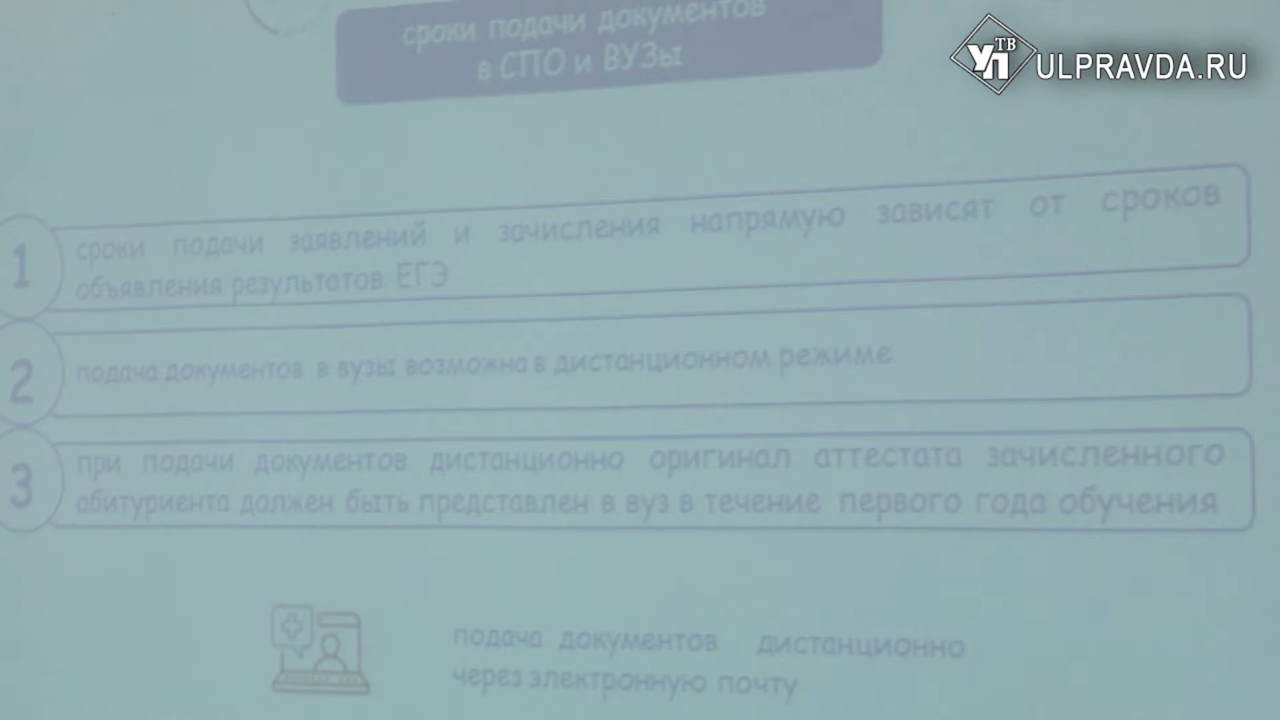 сроки подачи документов
в СПО и ВУЗы
УП ТВ
ULPRAVDA.RU
1
сроки подачи заявлений и зачисления напрямую зависят от сроков
объявления результатов ЕГЭ
2
подача документов в вузы возможна в дистанционном режиме
3
при подачи документов дистанционно оригинал аттестата зачисленного
абитуриента должен быть представлен в вуз в течение первого года обучения
подача документов дистанционно
через электронную почту